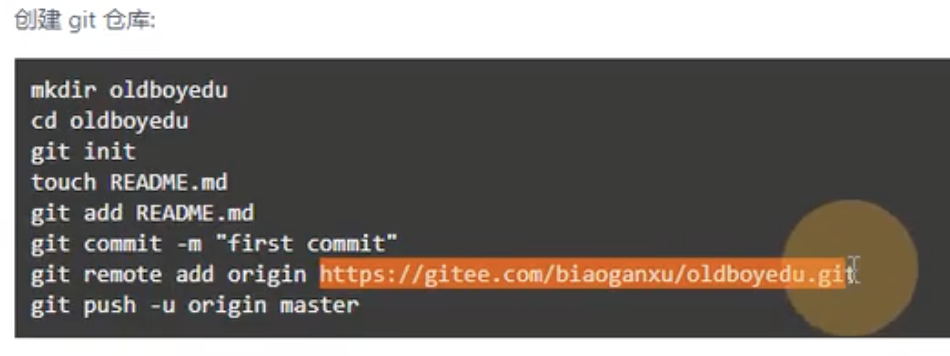 创建 git 仓库:
mkdir oldboyedu
cd oldboyedu
git init
touch README.md
git add README.md
git commit -m "first commit"
git remote add origin https://gitee.com/biaoganxu/oldboyedu.git
git push -u origin master